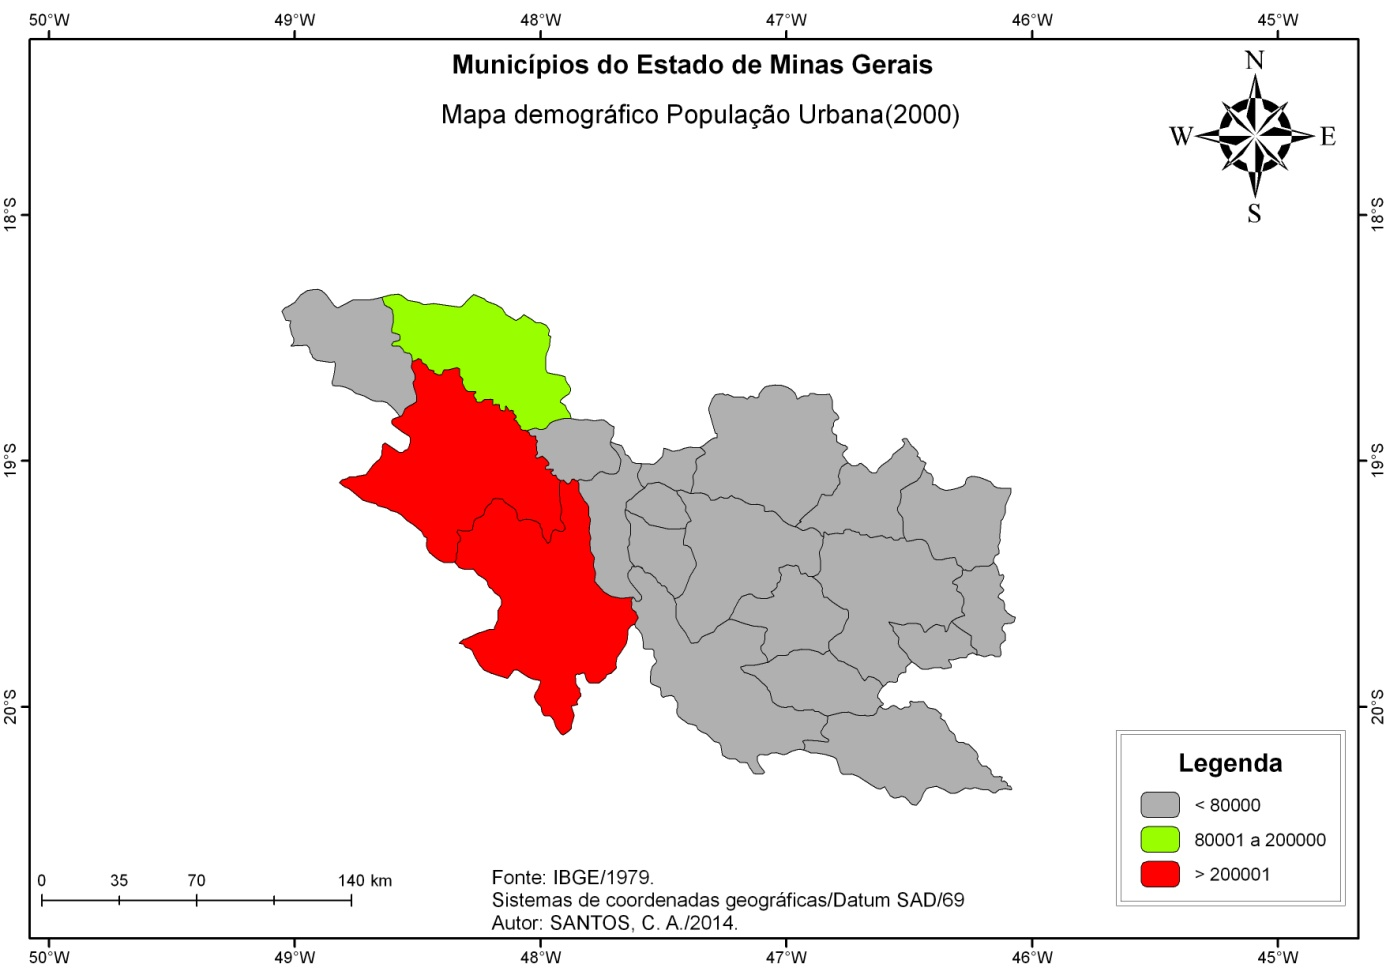 50°W 49°W 48°W 47°W 46°W 45°W
Municípios do Estado de Minas Gerais
Mapa demográfico População Urbana(2000)
N
W E
S
18°S 18°S
19°S 19°S
20°S 20°S
Legenda
< 80000
80001 a 200000
> 200001
0 35 70 140 km
Fonte: IBGE/1979.
Sistemas de coordenadas geográficas/Datum SAD/69
Autor: SANTOS, C. A./2014.
50°W 49°W 48°W 47°W 46°W 45°W